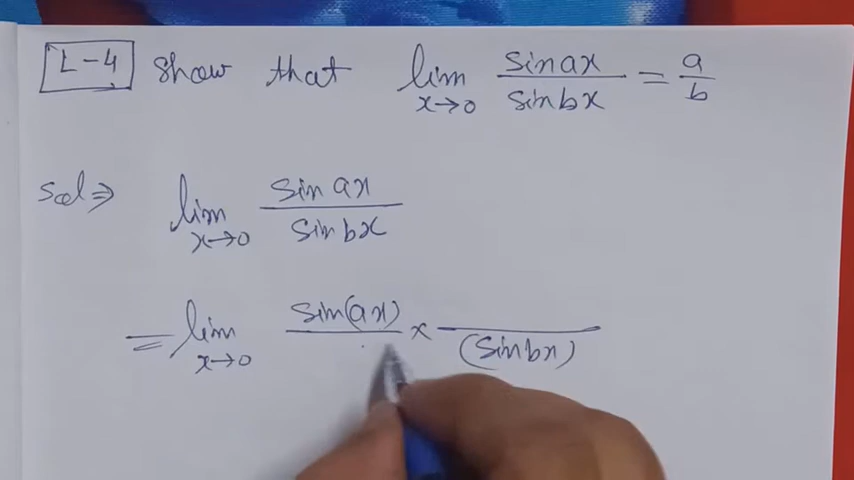 L-4 Show that lim x→0 sin ax / sin bx = a/b
Sol ⇒ lim x→0 sin ax / sin bx
= lim x→0 sin(ax) / × / (sin bx)